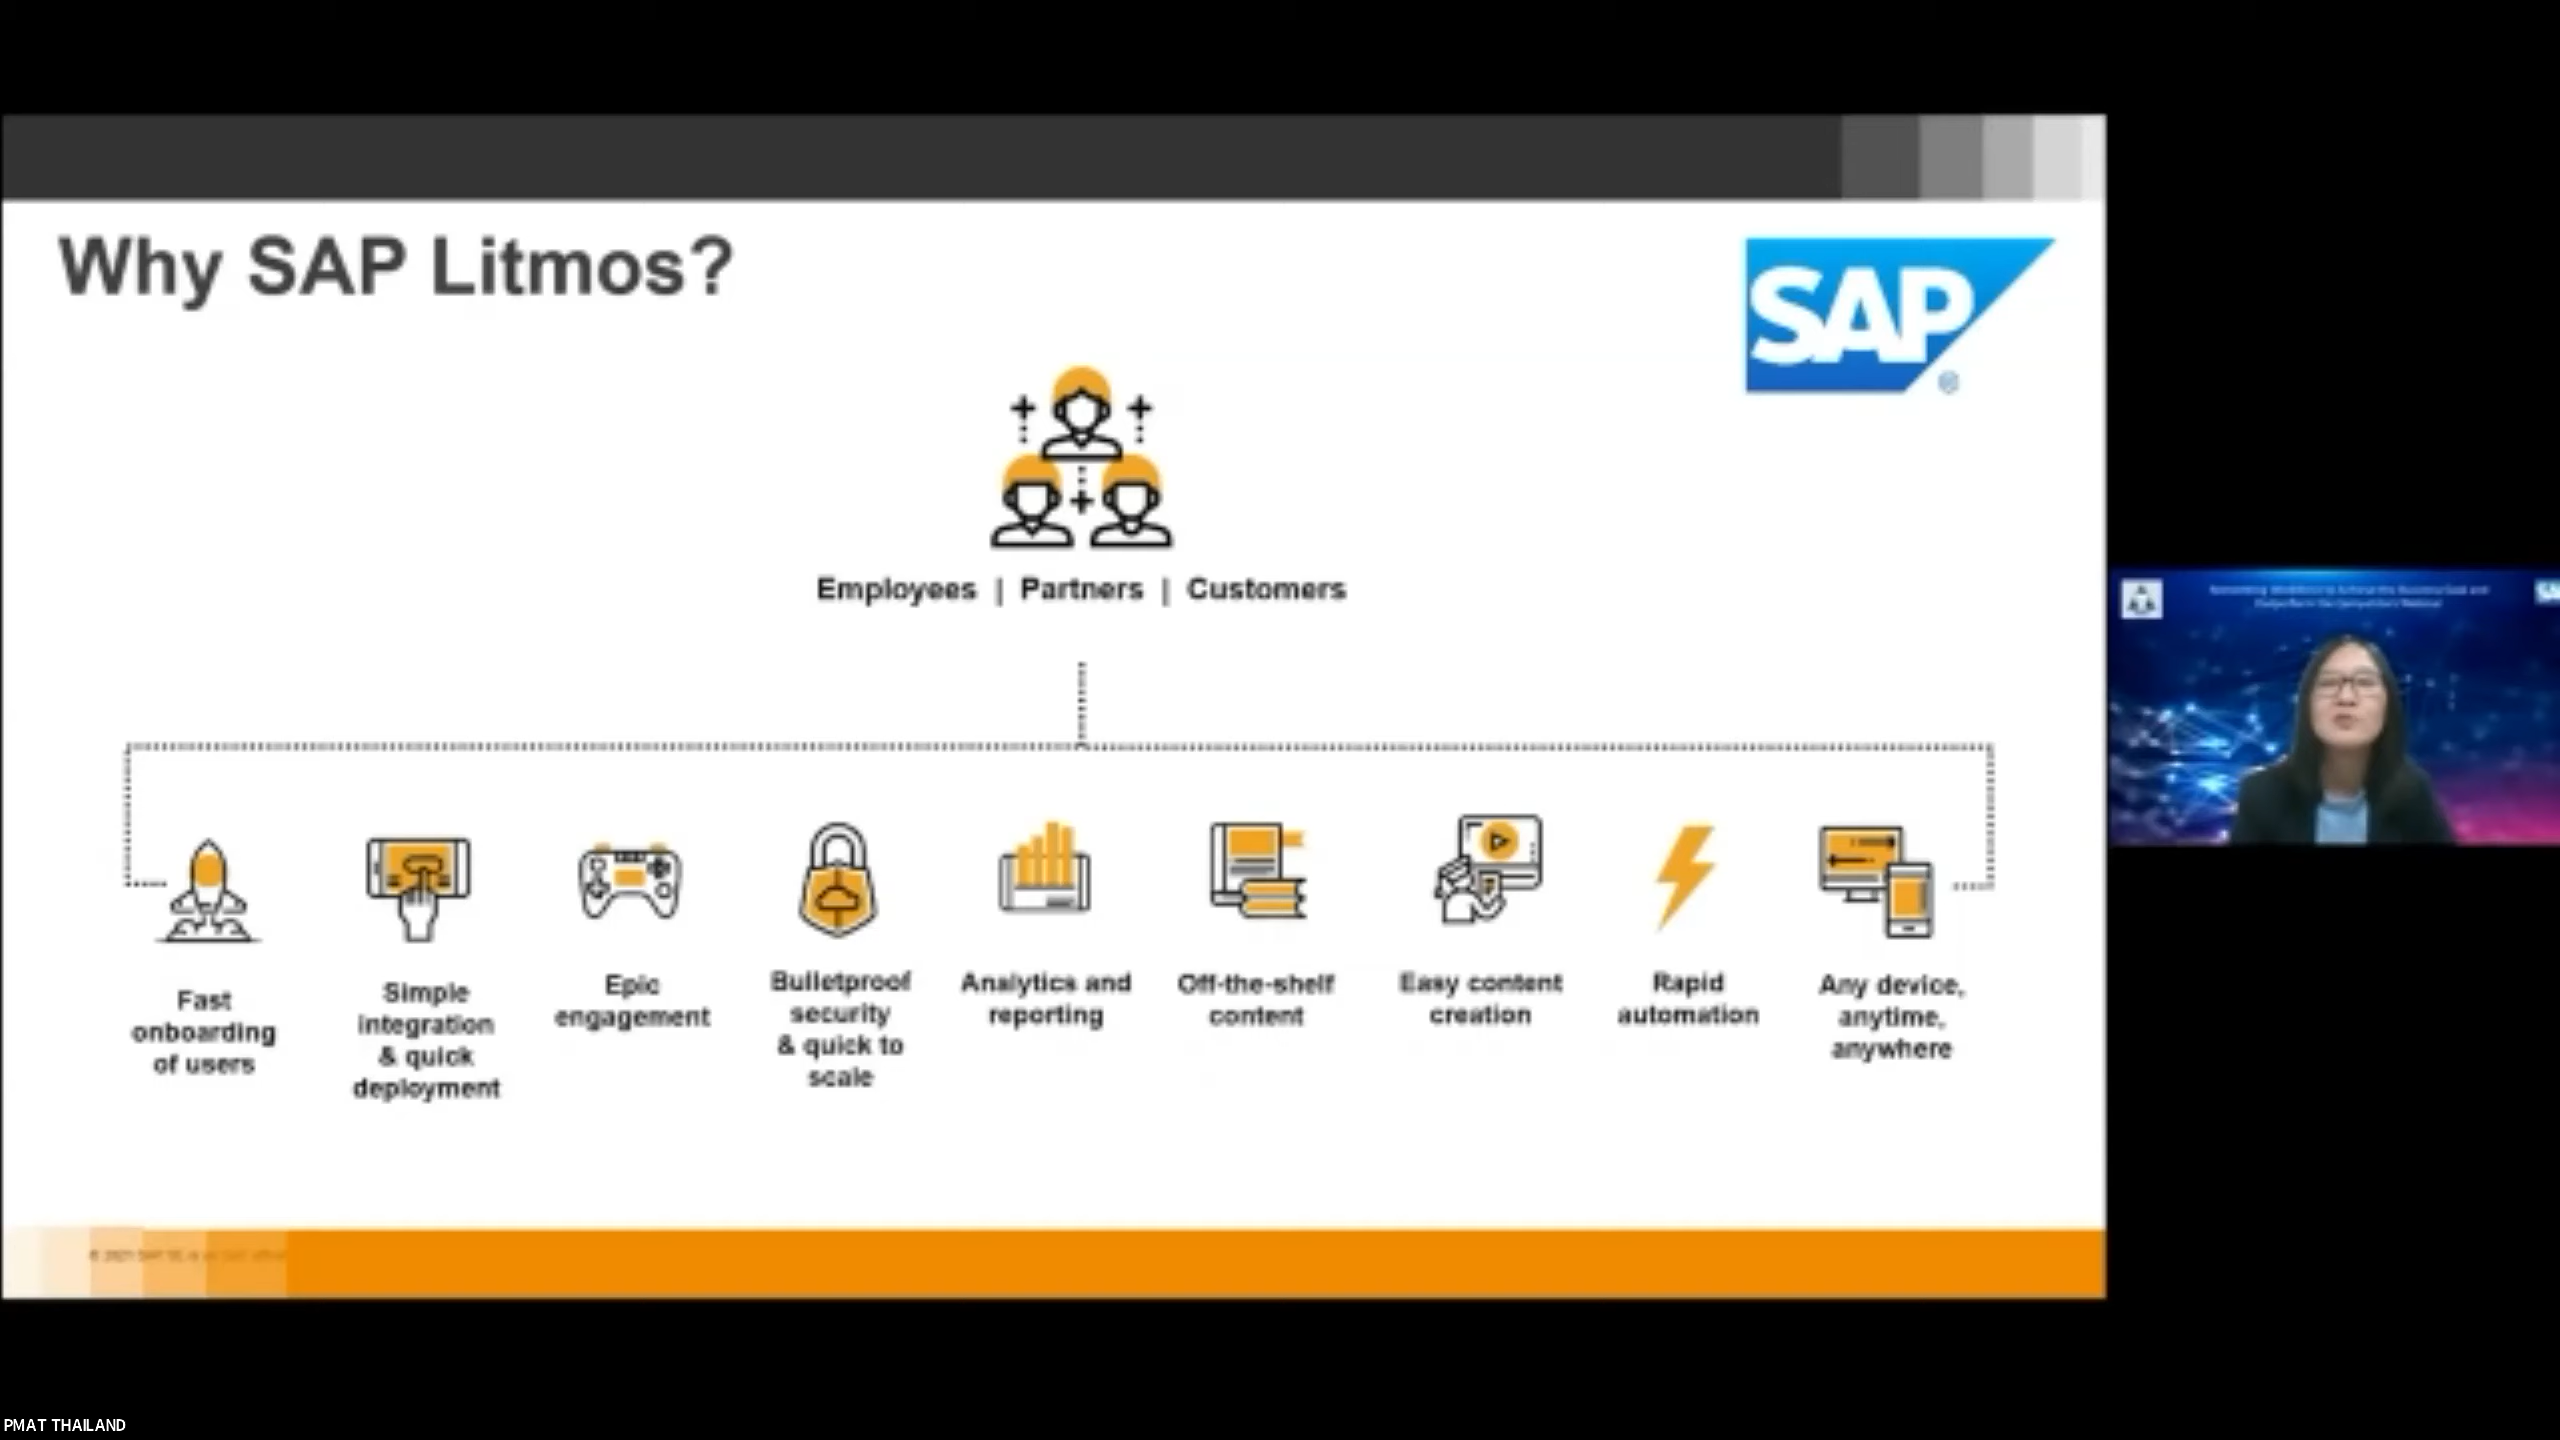 Why SAP Litmos?
SAP
®
Employees | Partners | Customers
Fast
onboarding
of users
Simple
integration
& quick
deployment
Epic
engagement
Bulletproof
security
& quick to
scale
Analytics and
reporting
Off-the-shelf
content
Easy content
creation
Rapid
automation
Any device,
anytime,
anywhere
PMAT THAILAND